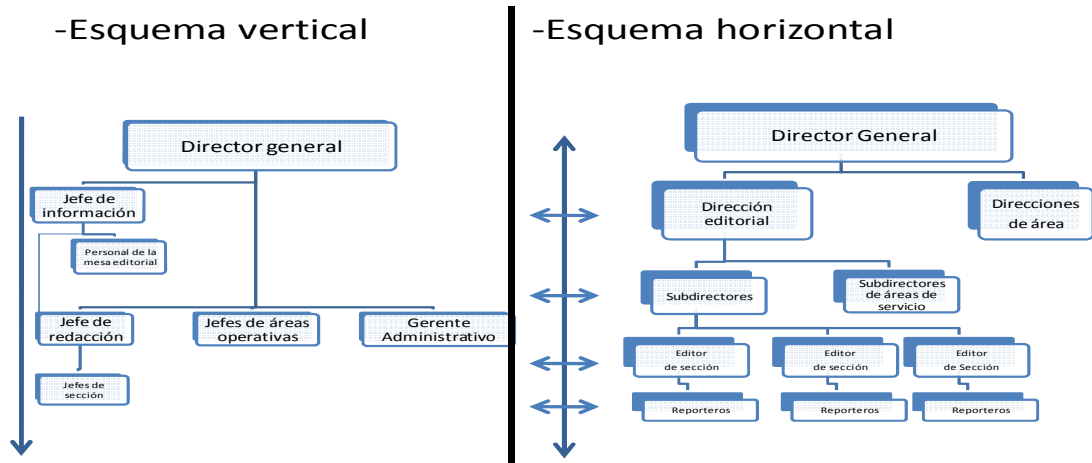 -Esquema vertical
Director general
Jefe de
información
Personal de la
mesa editorial
Jefe de
redacción
Jefes de áreas
operativas
Gerente
Administrativo
Jefes de
sección
-Esquema horizontal
Director General
Dirección
editorial
Direcciones
de área
Subdirectores
Subdirectores
de áreas de
servicio
Editor
de sección
Editor
de sección
Editor
de Sección
Reporteros
Reporteros
Reporteros